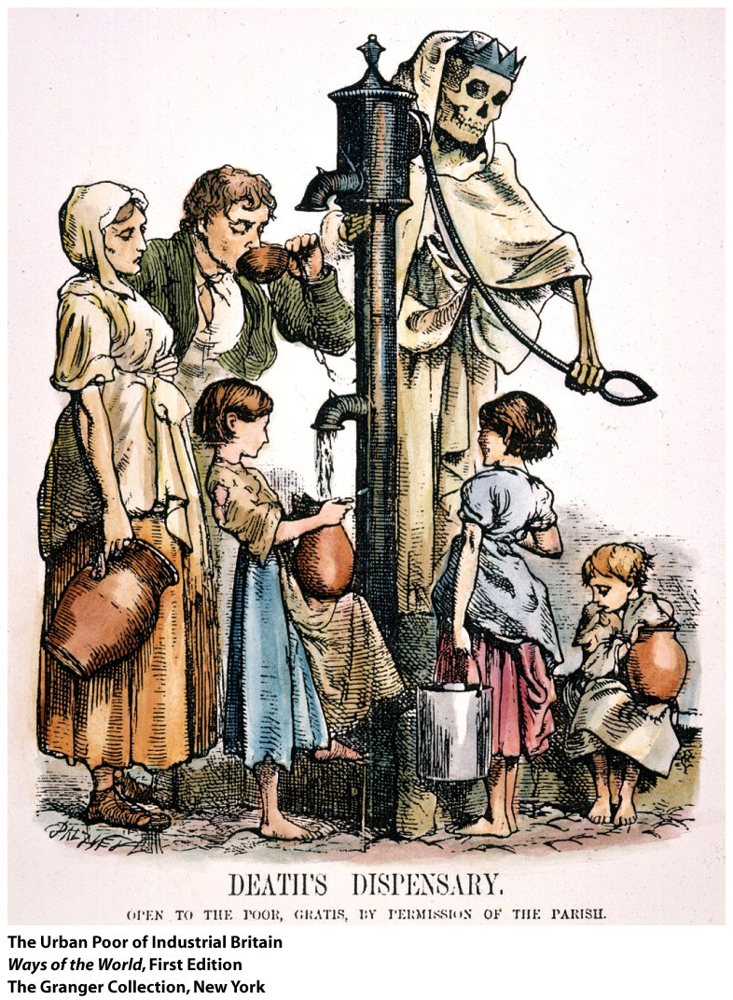 DEATH'S DISPENSARY.
OPEN TO THE POOR, GRATIS, BY PERMISSION OF THE PARISH.
The Urban Poor of Industrial Britain
Ways of the World, First Edition
The Granger Collection, New York